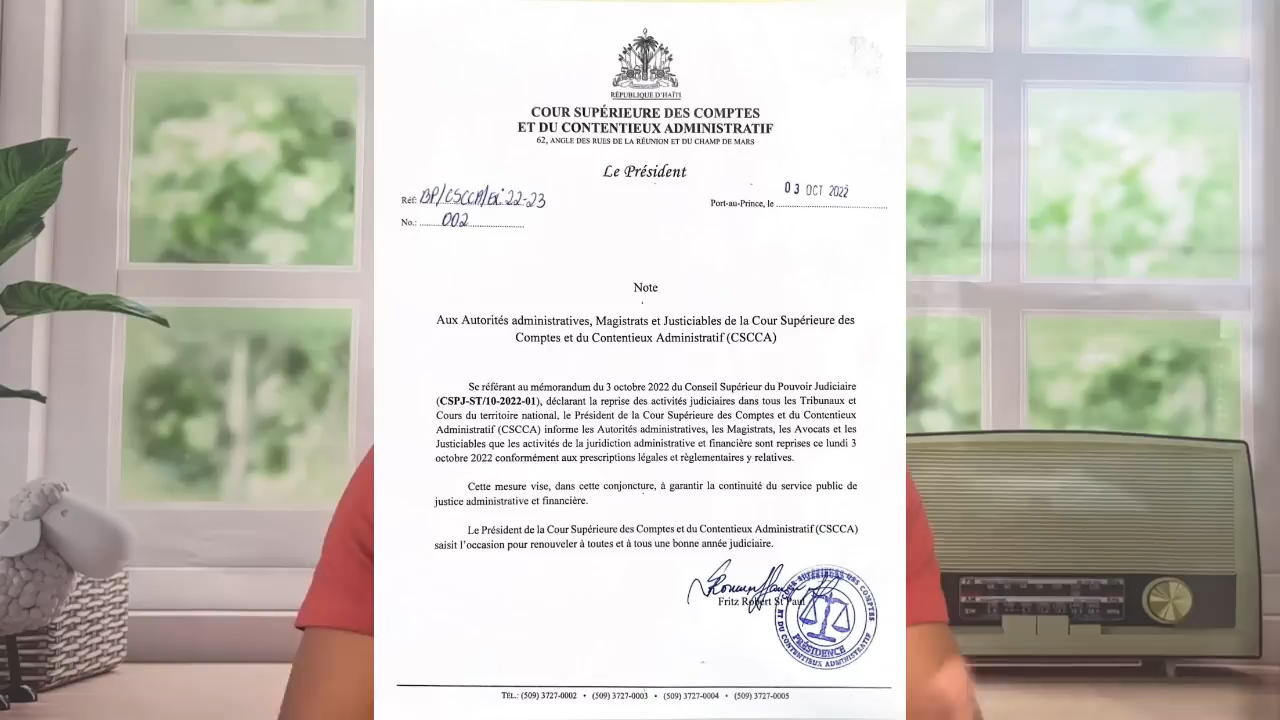 RÉPUBLIQUE D'HAÏTI
COUR SUPÉRIEURE DES COMPTES
ET DU CONTENTIEUX ADMINISTRATIF
62, ANGLE DES RUES DE LA RÉUNION ET DU CHAMP DE MARS
Le Président
Réf: BP/CSCCA/Ex: 22-23
03 OCT 2022
Port-au-Prince, le
No.: 002
Note
Aux Autorités administratives, Magistrats et Justiciables de la Cour Supérieure des
Comptes et du Contentieux Administratif (CSCCA)
Se référant au mémorandum du 3 octobre 2022 du Conseil Supérieur du Pouvoir Judiciaire
(CSPJ-ST/10-2022-01), déclarant la reprise des activités judiciaires dans tous les Tribunaux et
Cours du territoire national, le Président de la Cour Supérieure des Comptes et du Contentieux
Administratif (CSCCA) informe les Autorités administratives, les Magistrats, les Avocats et les
Justiciables que les activités de la juridiction administrative et financière sont reprises ce lundi 3
octobre 2022 conformément aux prescriptions légales et règlementaires y relatives.
Cette mesure vise, dans cette conjoncture, à garantir la continuité du service public de
justice administrative et financière.
Le Président de la Cour Supérieure des Comptes et du Contentieux Administratif (CSCCA)
saisit l'occasion pour renouveler à toutes et à tous une bonne année judiciaire.
Fritz Robert St Paul
COUR SUPÉRIEURE DES COMPTES
ET DU CONTENTIEUX ADMINISTRATIF
PRÉSIDENCE
TÉL.: (509) 3727-0002 • (509) 3727-0003 • (509) 3727-0004 • (509) 3727-0005